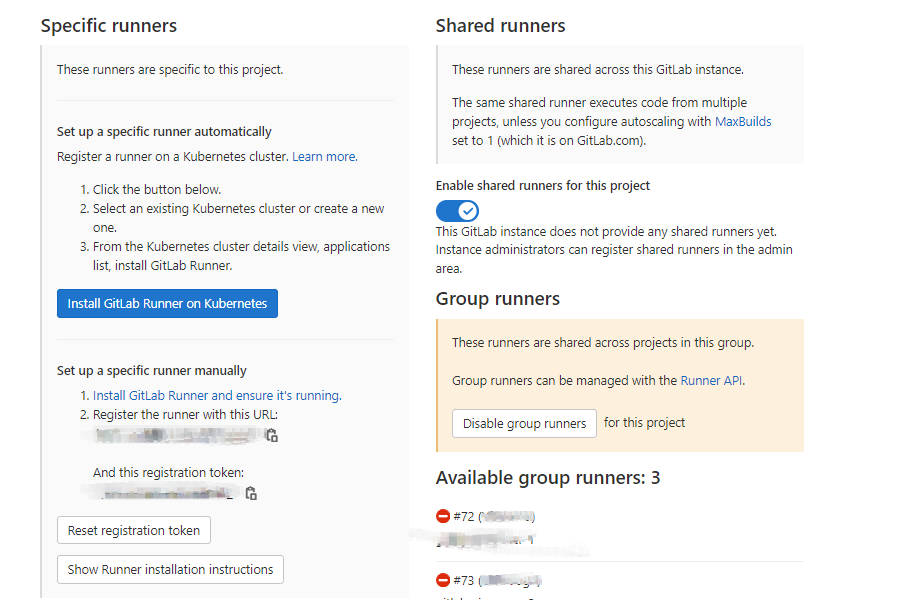 Specific runners
These runners are specific to this project.
Set up a specific runner automatically
Register a runner on a Kubernetes cluster. Learn more.
1. Click the button below.
2. Select an existing Kubernetes cluster or create a new
one.
3. From the Kubernetes cluster details view, applications
list, install GitLab Runner.
Install GitLab Runner on Kubernetes
Set up a specific runner manually
1. Install GitLab Runner and ensure it's running.
2. Register the runner with this URL:
And this registration token:
Reset registration token
Show Runner installation instructions
Shared runners
These runners are shared across this GitLab instance.
The same shared runner executes code from multiple
projects, unless you configure autoscaling with MaxBuilds
set to 1 (which it is on GitLab.com).
Enable shared runners for this project
This GitLab instance does not provide any shared runners yet.
Instance administrators can register shared runners in the admin
area.
Group runners
These runners are shared across projects in this group.
Group runners can be managed with the Runner API.
Disable group runners for this project
Available group runners: 3
#72
#73